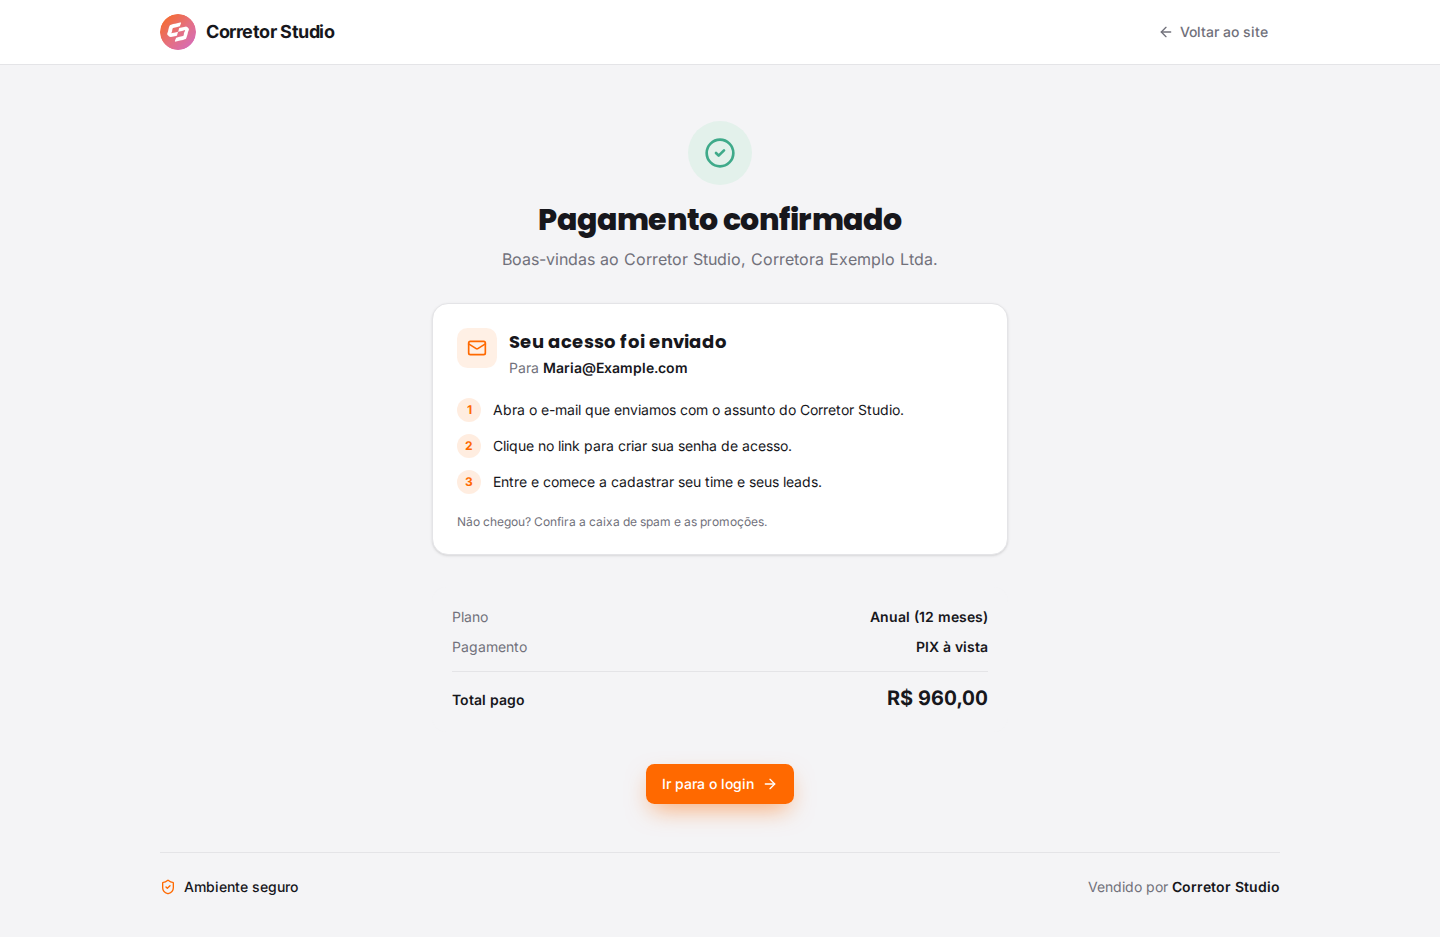 Corretor Studio
Voltar ao site
Pagamento confirmado
Boas-vindas ao Corretor Studio, Corretora Exemplo Ltda.
Seu acesso foi enviado
Para Maria@Example.com
1 Abra o e-mail que enviamos com o assunto do Corretor Studio.
2 Clique no link para criar sua senha de acesso.
3 Entre e comece a cadastrar seu time e seus leads.
Não chegou? Confira a caixa de spam e as promoções.
Plano Anual (12 meses)
Pagamento PIX à vista
Total pago R$ 960,00
Ir para o login
Ambiente seguro
Vendido por Corretor Studio